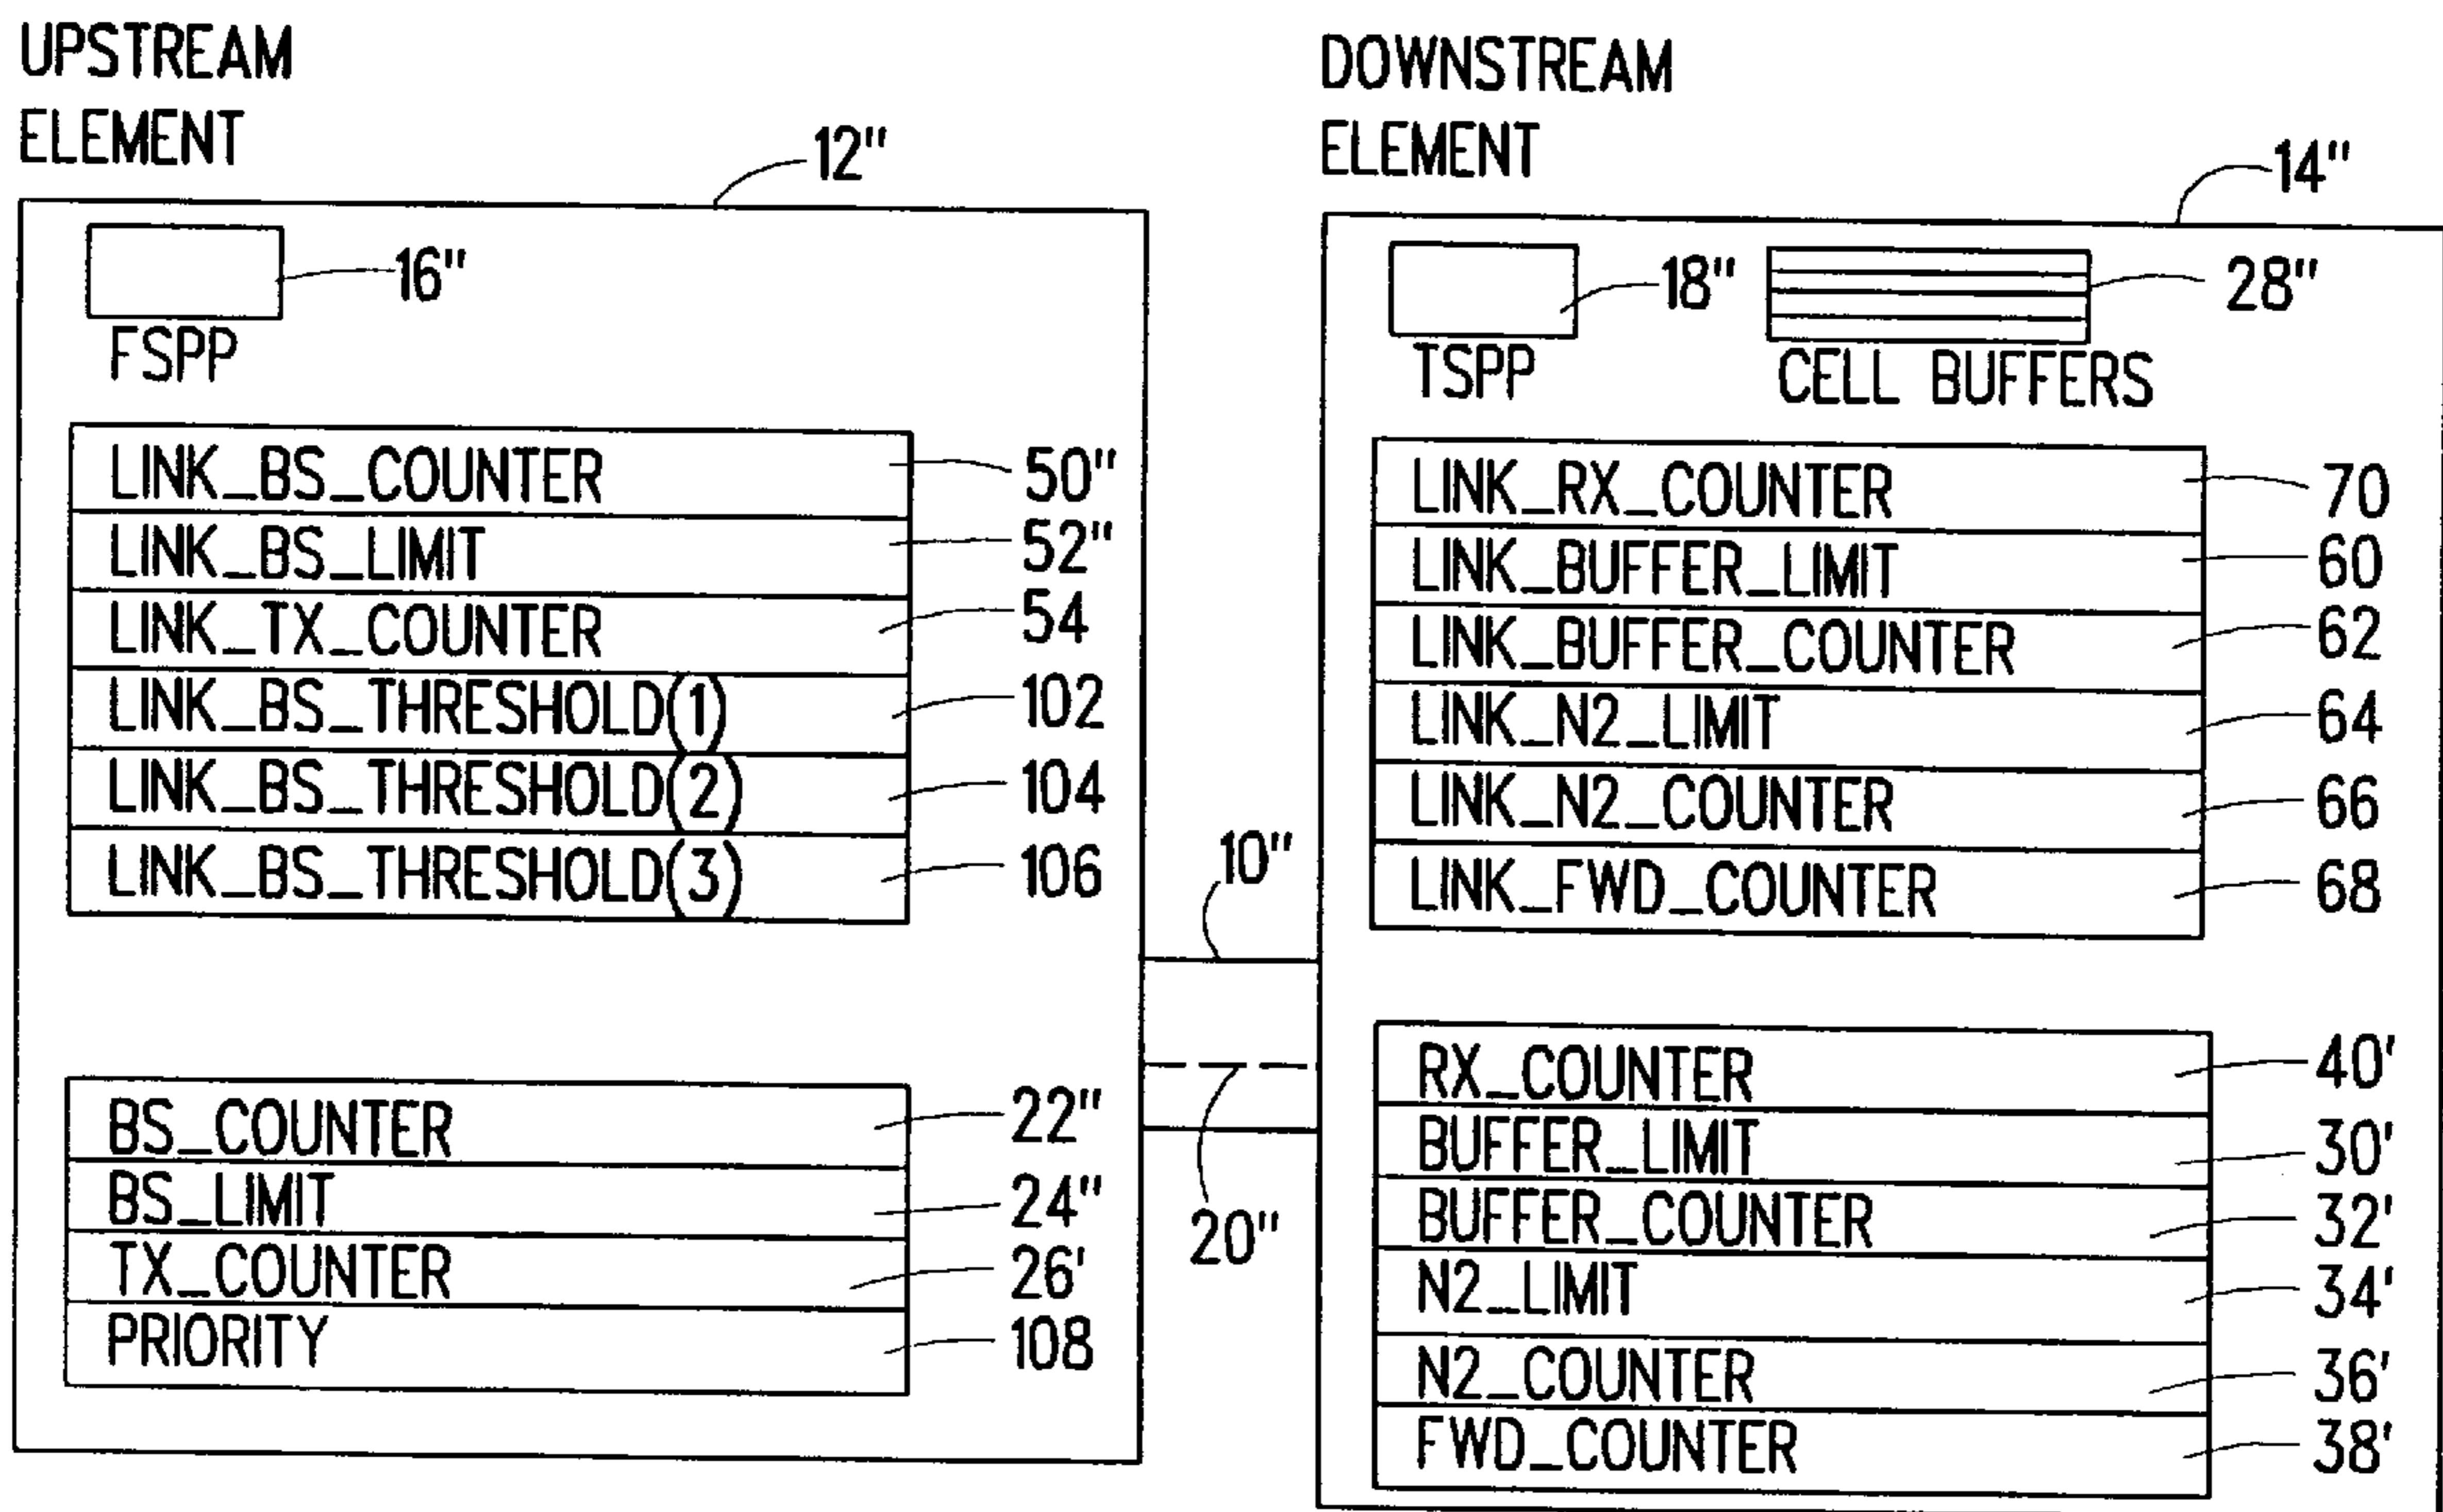 UPSTREAM
ELEMENT
12"
16"
FSPP
LINK_BS_COUNTER 50"
LINK_BS_LIMIT 52"
LINK_TX_COUNTER 54
LINK_BS_THRESHOLD(1) 102
LINK_BS_THRESHOLD(2) 104
LINK_BS_THRESHOLD(3) 106
BS_COUNTER 22"
BS_LIMIT 24"
TX_COUNTER 26'
PRIORITY 108
10"
20"
DOWNSTREAM
ELEMENT
14"
18"
28"
TSPP
CELL BUFFERS
LINK_RX_COUNTER 70
LINK_BUFFER_LIMIT 60
LINK_BUFFER_COUNTER 62
LINK_N2_LIMIT 64
LINK_N2_COUNTER 66
LINK_FWD_COUNTER 68
RX_COUNTER 40'
BUFFER_LIMIT 30'
BUFFER_COUNTER 32'
N2_LIMIT 34'
N2_COUNTER 36'
FWD_COUNTER 38'